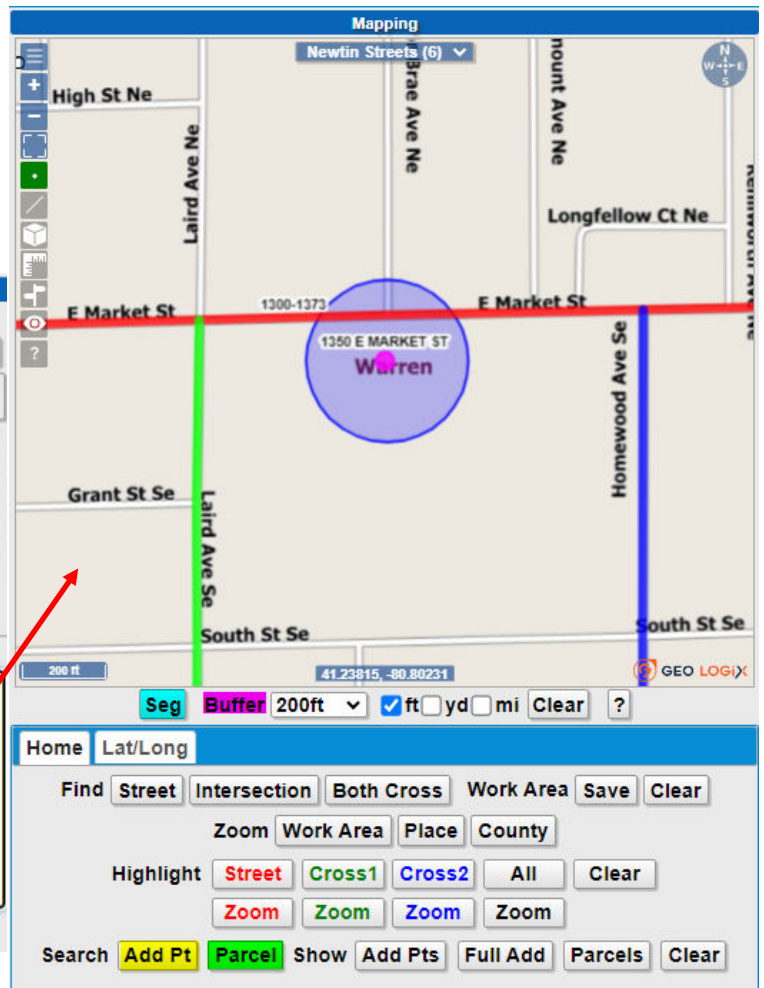 Mapping
Newtin Streets (6)
N
W E
S
+
High St Ne
−
Laird Ave Ne
Brae Ave Ne
mount Ave Ne
Longfellow Ct Ne
1300-1373
E Market St
E Market St
1350 E MARKET ST
Warren
?
Homewood Ave Se
Grant St Se
Laird Ave Se
South St Se
South St Se
200 ft
41.23815, -80.80231
GEO LOGiX
Seg Buffer 200ft ft yd mi Clear ?
Home Lat/Long
Find Street Intersection Both Cross Work Area Save Clear
Zoom Work Area Place County
Highlight Street Cross1 Cross2 All Clear
Zoom Zoom Zoom Zoom
Search Add Pt Parcel Show Add Pts Full Add Parcels Clear